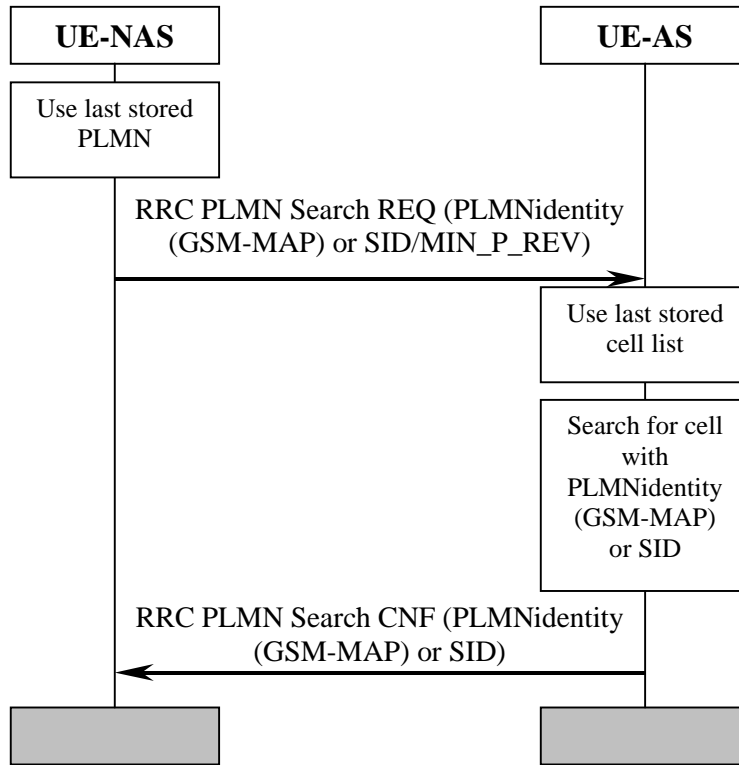 UE-NAS
UE-AS
Use last stored
PLMN
RRC PLMN Search REQ (PLMNidentity
(GSM-MAP) or SID/MIN_P_REV)
Use last stored
cell list
Search for cell
with
PLMNidentity
(GSM-MAP)
or SID
RRC PLMN Search CNF (PLMNidentity
(GSM-MAP) or SID)